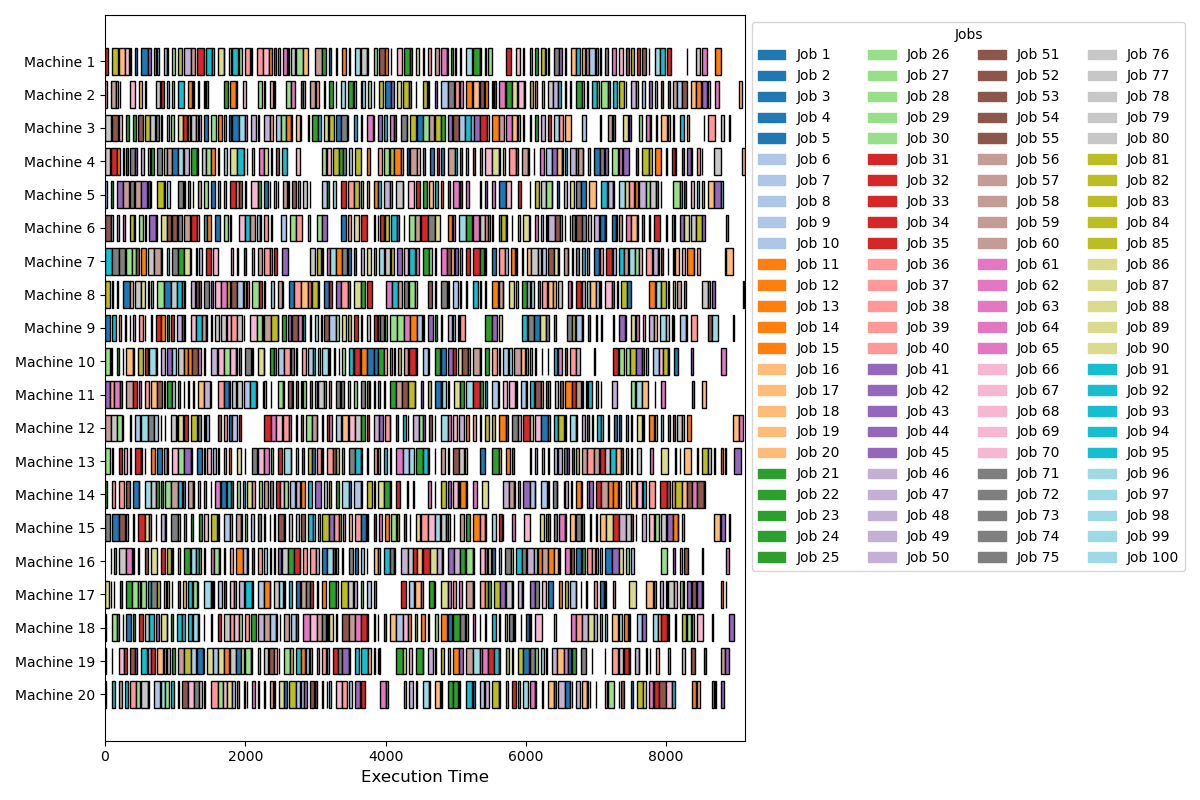 Jobs
Machine 1
Machine 2
Machine 3
Machine 4
Machine 5
Machine 6
Machine 7
Machine 8
Machine 9
Machine 10
Machine 11
Machine 12
Machine 13
Machine 14
Machine 15
Machine 16
Machine 17
Machine 18
Machine 19
Machine 20
0 2000 4000 6000 8000
Execution Time
Job 1 Job 26 Job 51 Job 76
Job 2 Job 27 Job 52 Job 77
Job 3 Job 28 Job 53 Job 78
Job 4 Job 29 Job 54 Job 79
Job 5 Job 30 Job 55 Job 80
Job 6 Job 31 Job 56 Job 81
Job 7 Job 32 Job 57 Job 82
Job 8 Job 33 Job 58 Job 83
Job 9 Job 34 Job 59 Job 84
Job 10 Job 35 Job 60 Job 85
Job 11 Job 36 Job 61 Job 86
Job 12 Job 37 Job 62 Job 87
Job 13 Job 38 Job 63 Job 88
Job 14 Job 39 Job 64 Job 89
Job 15 Job 40 Job 65 Job 90
Job 16 Job 41 Job 66 Job 91
Job 17 Job 42 Job 67 Job 92
Job 18 Job 43 Job 68 Job 93
Job 19 Job 44 Job 69 Job 94
Job 20 Job 45 Job 70 Job 95
Job 21 Job 46 Job 71 Job 96
Job 22 Job 47 Job 72 Job 97
Job 23 Job 48 Job 73 Job 98
Job 24 Job 49 Job 74 Job 99
Job 25 Job 50 Job 75 Job 100